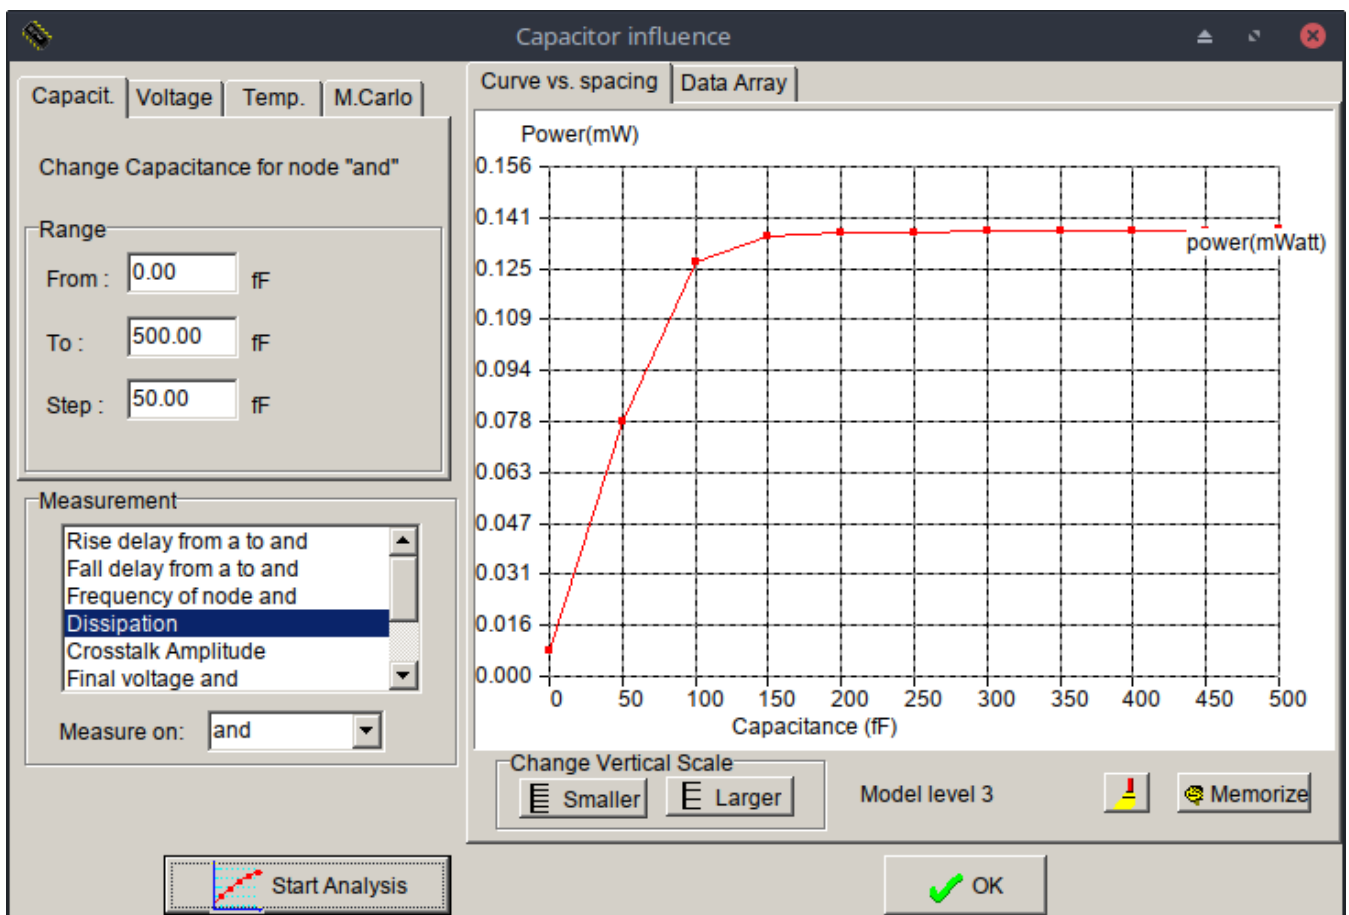 Capacitor influence
Capacit.
Voltage
Temp.
M.Carlo
Change Capacitance for node "and"
Range
From :
0.00
fF
To :
500.00
fF
Step :
50.00
fF
Measurement
Rise delay from a to and
Fall delay from a to and
Frequency of node and
Dissipation
Crosstalk Amplitude
Final voltage and
Measure on:
and
Start Analysis
Curve vs. spacing
Data Array
Power(mW)
0.156
0.141
0.125
0.109
0.094
0.078
0.063
0.047
0.031
0.016
0.000
power(mWatt)
0 50 100 150 200 250 300 350 400 450 500
Capacitance (fF)
Change Vertical Scale
Smaller
Larger
Model level 3
Memorize
OK